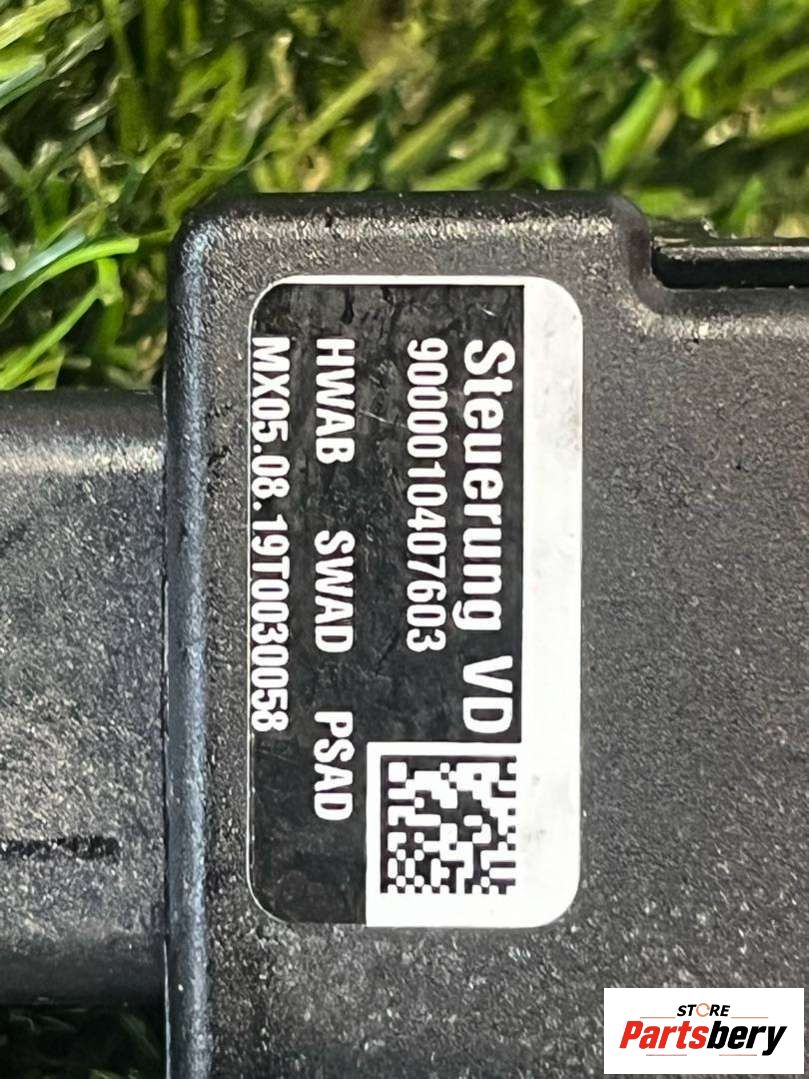 Steuerung VD
9000010407603
HWAB SWAD PSAD
MX05.08.19T0030058
STORE
Partsbery